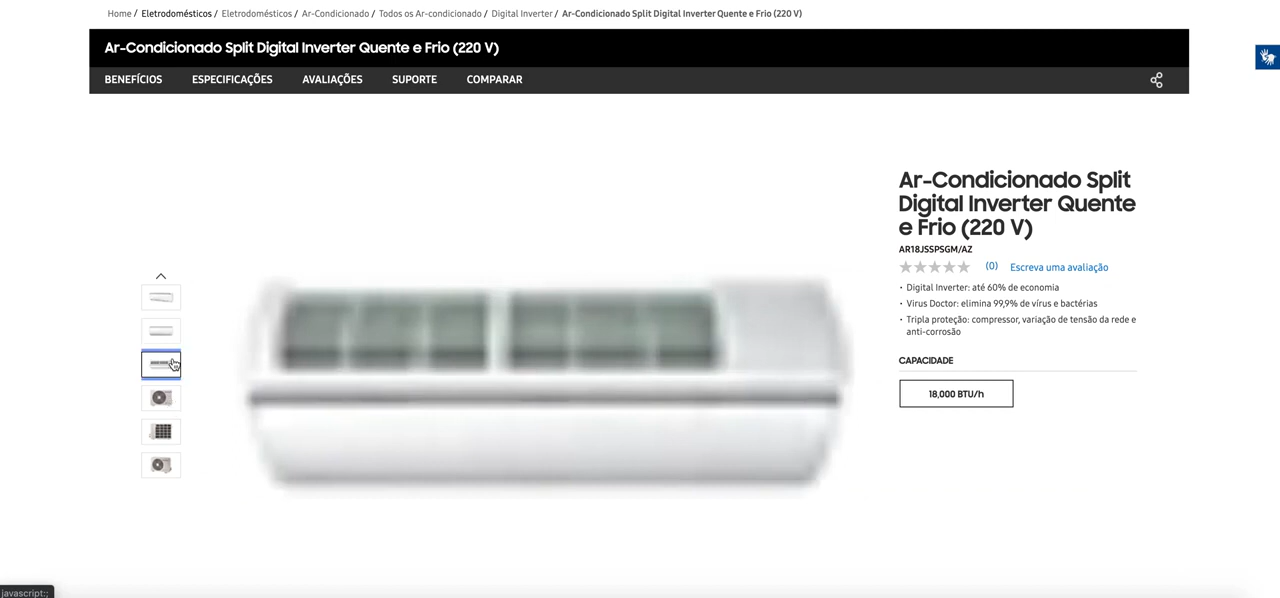 Home / Eletrodomésticos / Eletrodomésticos / Ar-Condicionado / Todos os Ar-condicionado / Digital Inverter / Ar-Condicionado Split Digital Inverter Quente e Frio (220 V)
Ar-Condicionado Split Digital Inverter Quente e Frio (220 V)
BENEFÍCIOS ESPECIFICAÇÕES AVALIAÇÕES SUPORTE COMPARAR
Ar-Condicionado Split
Digital Inverter Quente
e Frio (220 V)
AR18JSSPSGM/AZ
(0) Escreva uma avaliação
· Digital Inverter: até 60% de economia
· Virus Doctor: elimina 99,9% de vírus e bactérias
· Tripla proteção: compressor, variação de tensão da rede e
anti-corrosão
CAPACIDADE
18,000 BTU/h
javascript:;